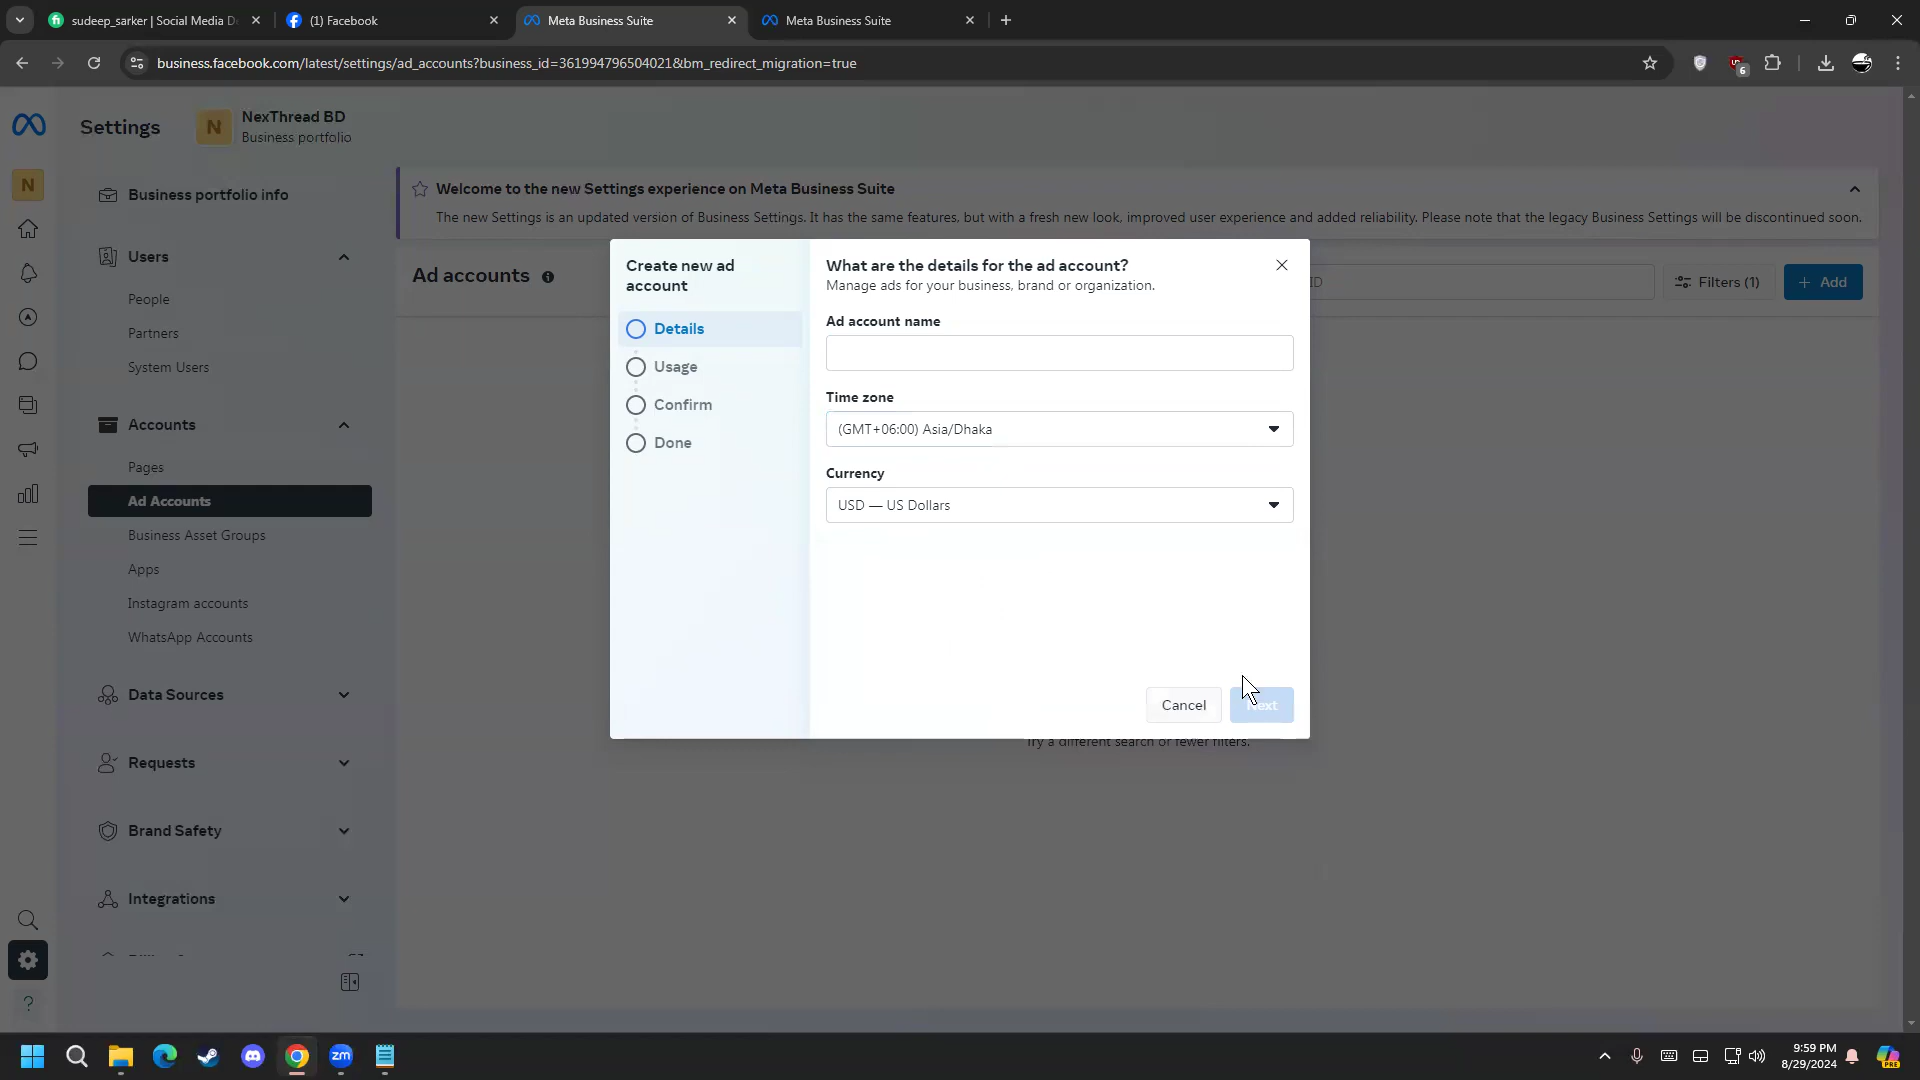 sudeep_sarker | Social Media D
(1) Facebook
Meta Business Suite
Meta Business Suite
business.facebook.com/latest/settings/ad_accounts?business_id=361994796504021&bm_redirect_migration=true
6
Settings
N
NexThread BD
Business portfolio
N
Business portfolio info
Users
People
Partners
System Users
Accounts
Pages
Ad Accounts
Business Asset Groups
Apps
Instagram accounts
WhatsApp Accounts
Data Sources
Requests
Brand Safety
Integrations
Welcome to the new Settings experience on Meta Business Suite
The new Settings is an updated version of Business Settings. It has the same features, but with a fresh new look, improved user experience and added reliability. Please note that the legacy Business Settings will be discontinued soon.
Ad accounts
ID
Filters (1)
+ Add
Create new ad
account
Details
Usage
Confirm
Done
What are the details for the ad account?
Manage ads for your business, brand or organization.
Ad account name
Time zone
(GMT+06:00) Asia/Dhaka
Currency
USD — US Dollars
Cancel
Next
Try a different search or fewer filters.
zm
9:59 PM
8/29/2024
PRE